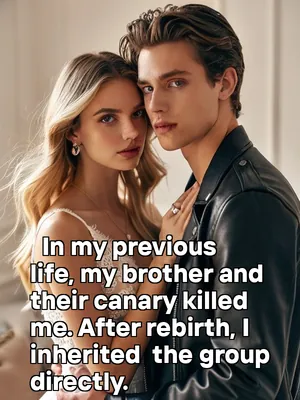 In my previous
life, my brother and
their canary killed
me. After rebirth, I
inherited the group
directly.